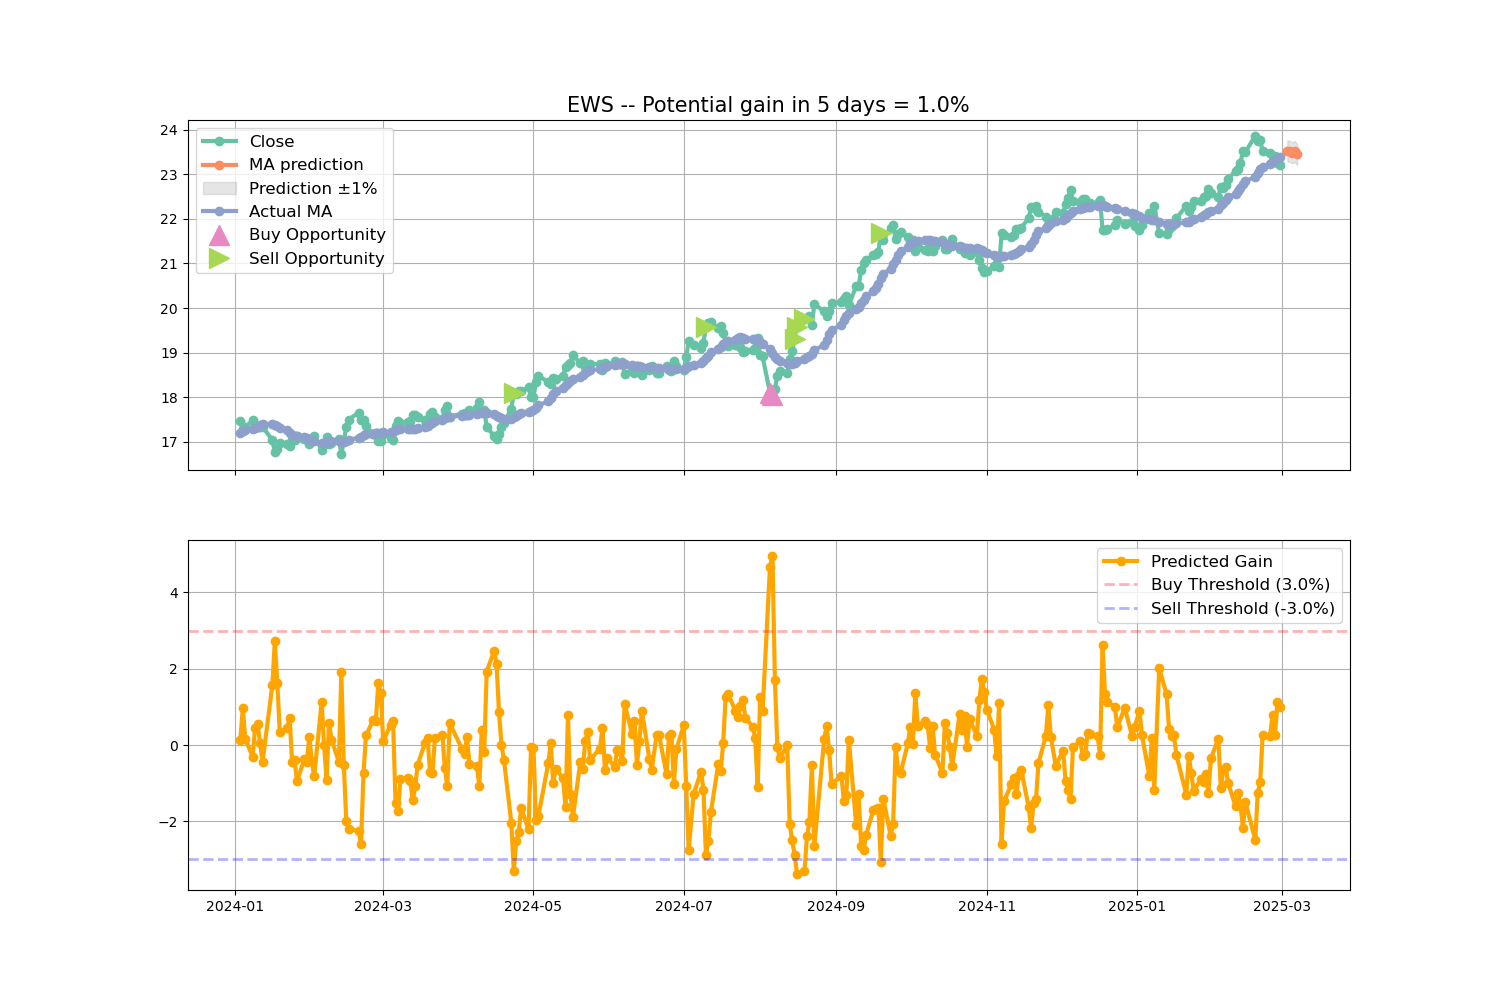 EWS -- Potential gain in 5 days = 1.0%
24
23
22
21
20
19
18
17
Close
MA prediction
Prediction ±1%
Actual MA
Buy Opportunity
Sell Opportunity
4
2
0
−2
Predicted Gain
Buy Threshold (3.0%)
Sell Threshold (-3.0%)
2024-01 2024-03 2024-05 2024-07 2024-09 2024-11 2025-01 2025-03